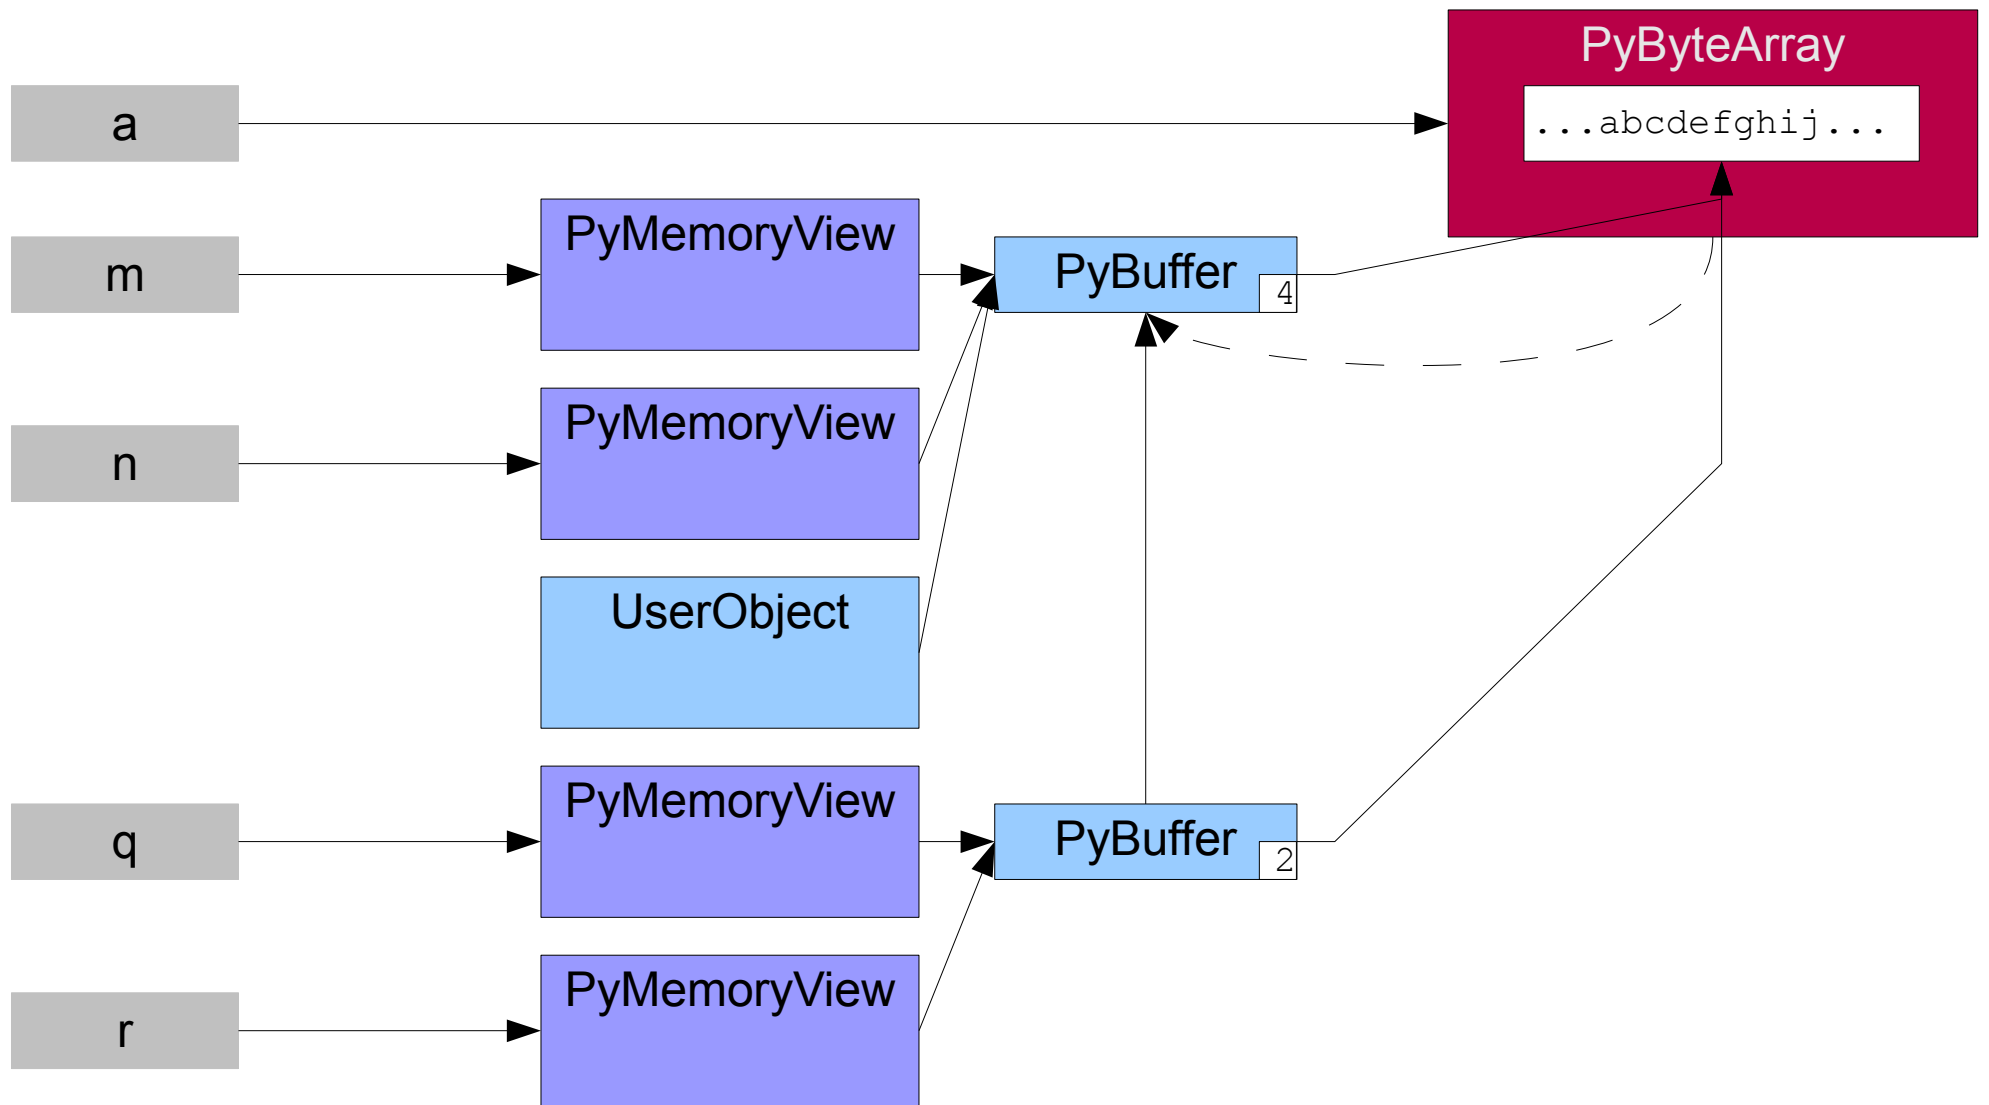 PyByteArray
a
...abcdefghij...
PyMemoryView
m
PyBuffer
4
PyMemoryView
n
UserObject
PyMemoryView
q
PyBuffer
2
PyMemoryView
r